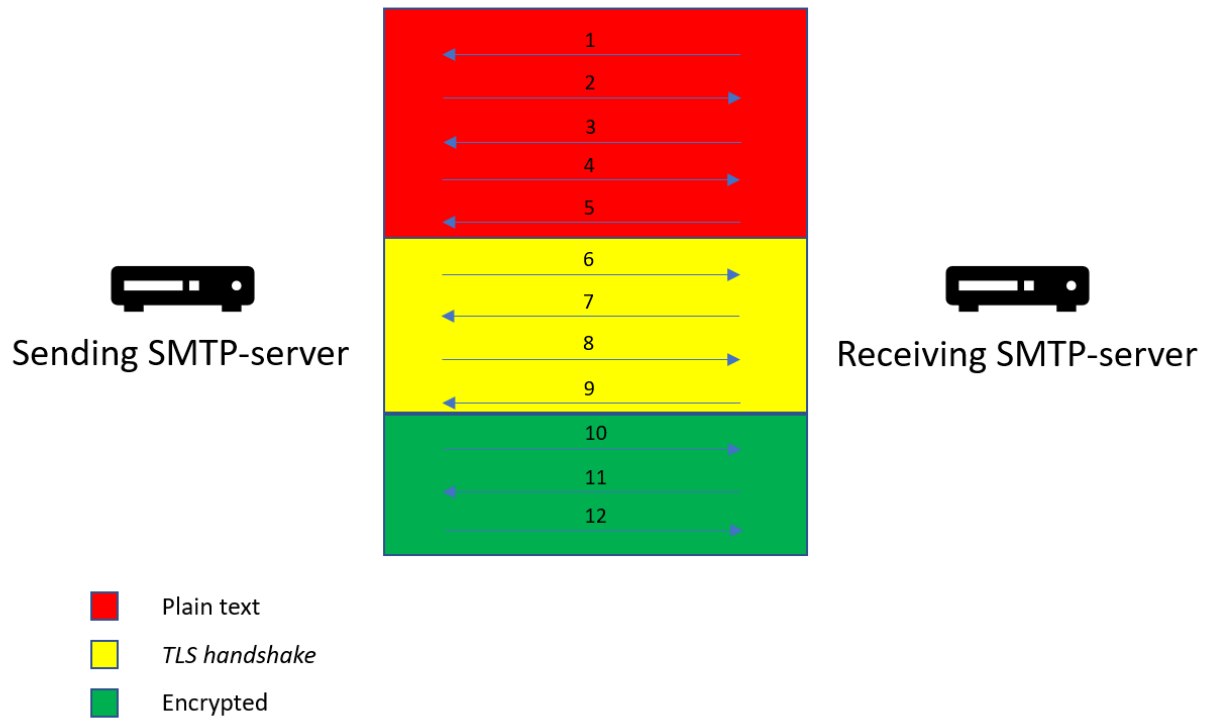 1
2
3
4
5
6
7
8
9
10
11
12
Sending SMTP-server
Receiving SMTP-server
Plain text
TLS handshake
Encrypted